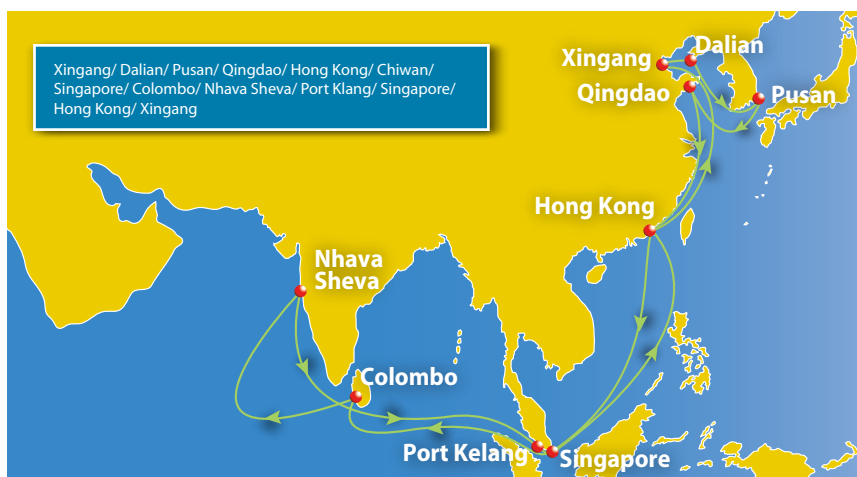 Xingang/ Dalian/ Pusan/ Qingdao/ Hong Kong/ Chiwan/
Singapore/ Colombo/ Nhava Sheva/ Port Klang/ Singapore/
Hong Kong/ Xingang
Dalian
Xingang
Qingdao
Pusan
Hong Kong
Nhava
Sheva
Colombo
Port Kelang
Singapore